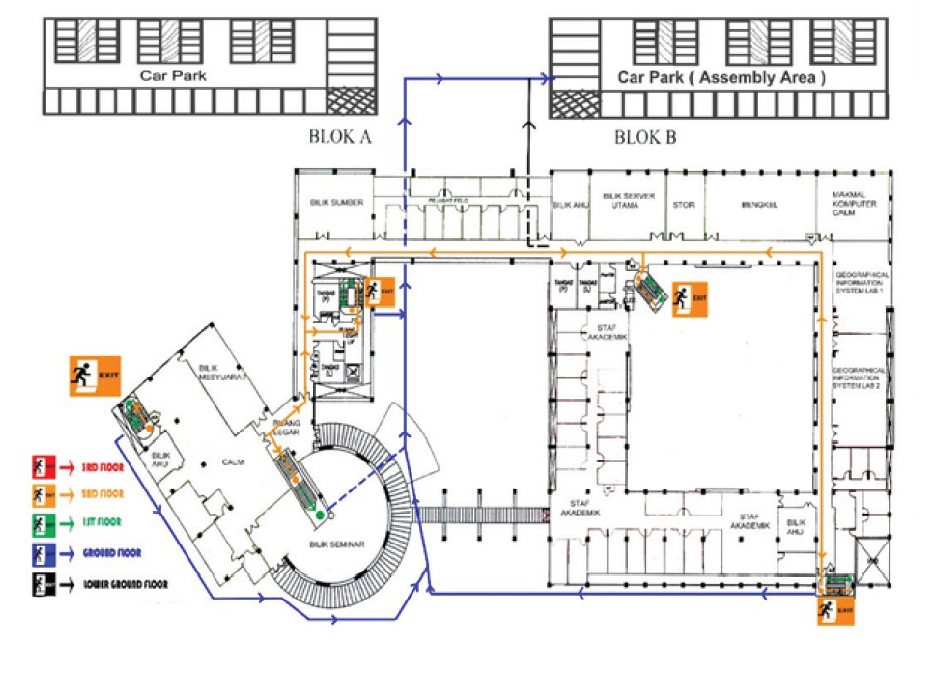 Car Park
Car Park ( Assembly Area )
BLOK A
BLOK B
BILIK SUMBER
BILIK AHLI
BILIK SERVER
UTAMA
STOR
BENGKEL
MAKMAL
KOMPUTER
CALM
TANDAS
(P)
EXIT
TANDAS
(P)
TANDAS
(L)
EXIT
GEOGRAPHICAL
INFORMATION
SYSTEM LAB 1
STAF
AKADEMIK
TANDAS
(L)
GEOGRAPHICAL
INFORMATION
SYSTEM LAB 2
EXIT
BILIK
MESYUARAT
RUANG
LEGAR
BILIK
AHLI
CALM
3RD FLOOR
2ND FLOOR
1ST FLOOR
GROUND FLOOR
LOWER GROUND FLOOR
STAF
AKADEMIK
STAF
AKADEMIK
BILIK
AHLI
BILIK SEMINAR
EXIT